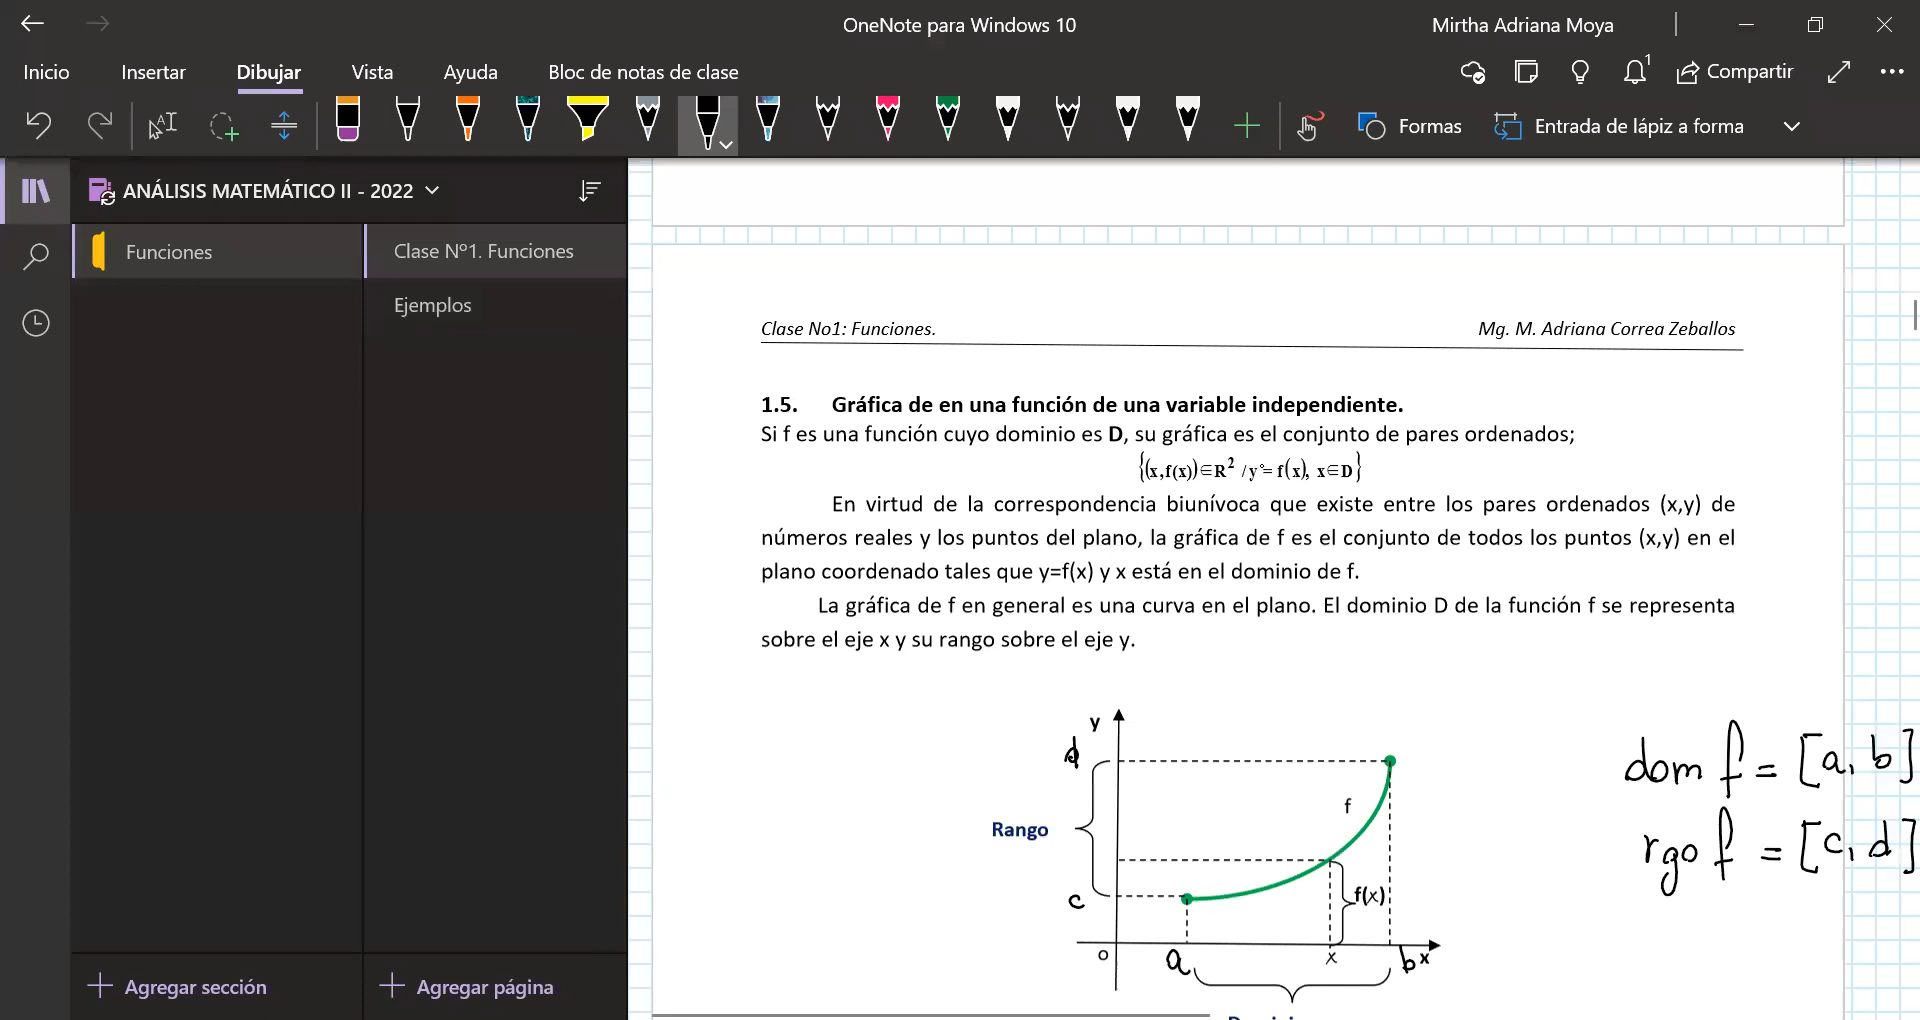 OneNote para Windows 10
Mirtha Adriana Moya
Inicio Insertar Dibujar Vista Ayuda Bloc de notas de clase
1
Compartir
Formas
Entrada de lápiz a forma
ANÁLISIS MATEMÁTICO II - 2022
Funciones
Clase Nº1. Funciones
Ejemplos
Agregar sección
Agregar página
Clase No1: Funciones. Mg. M. Adriana Correa Zeballos
1.5. Gráfica de en una función de una variable independiente.
Si f es una función cuyo dominio es D, su gráfica es el conjunto de pares ordenados;
{(x,f(x))∈R² / y = f(x), x∈D}
En virtud de la correspondencia biunívoca que existe entre los pares ordenados (x,y) de
números reales y los puntos del plano, la gráfica de f es el conjunto de todos los puntos (x,y) en el
plano coordenado tales que y=f(x) y x está en el dominio de f.
La gráfica de f en general es una curva en el plano. El dominio D de la función f se representa
sobre el eje x y su rango sobre el eje y.
y
d
f
Rango
f(x)
c
o
a
x
b
x
dom f = [a, b]
rgo f = [c, d]